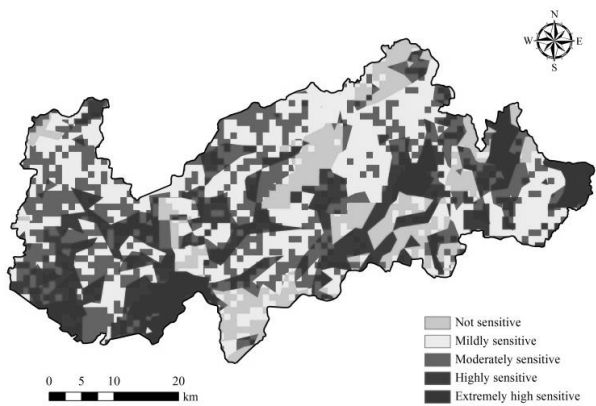 N
W E
S
Not sensitive
Mildly sensitive
Moderately sensitive
Highly sensitive
Extremely high sensitive
0 5 10 20
km